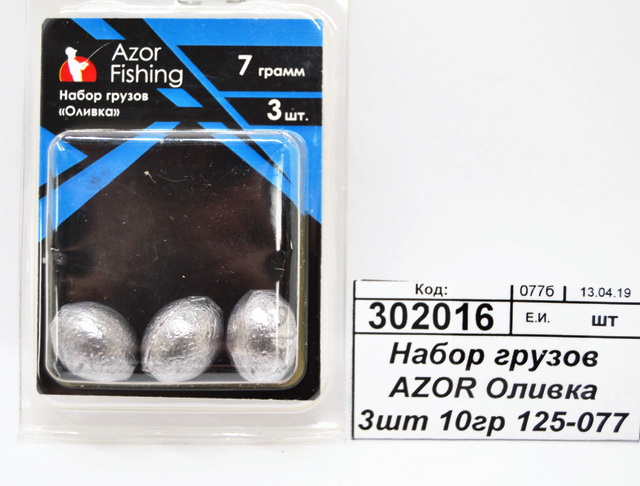 Azor
Fishing
Набор грузов
«Оливка»
7 грамм
3 шт.
Код:
077б
13.04.19
302016
Е.И.
шт
Набор грузов
AZOR Оливка
3шт 10гр 125-077